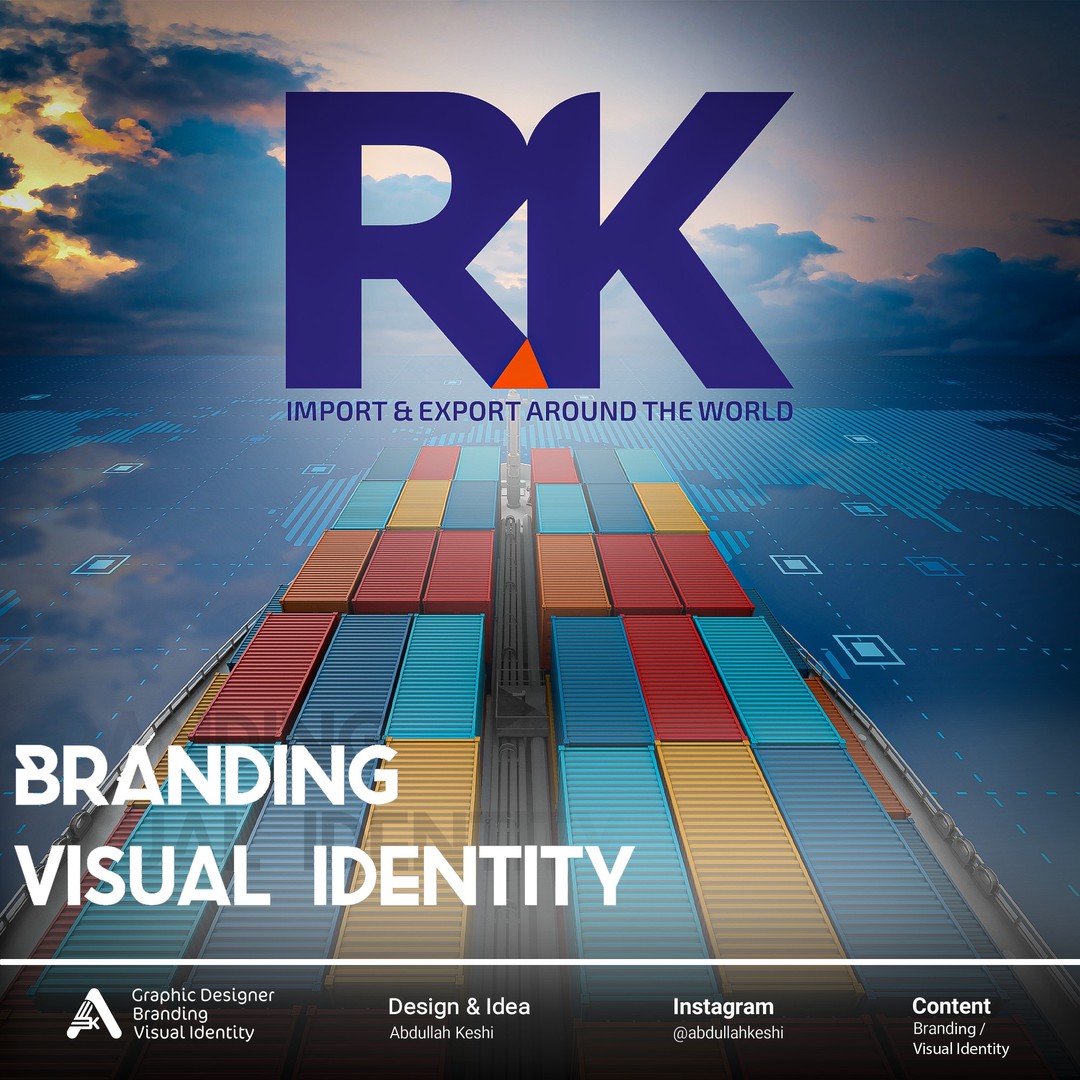 RK
IMPORT & EXPORT AROUND THE WORLD
BRANDING
VISUAL IDENTITY
Graphic Designer
Branding
Visual Identity
Design & Idea
Abdullah Keshi
Instagram
@abdullahkeshi
Content
Branding /
Visual Identity